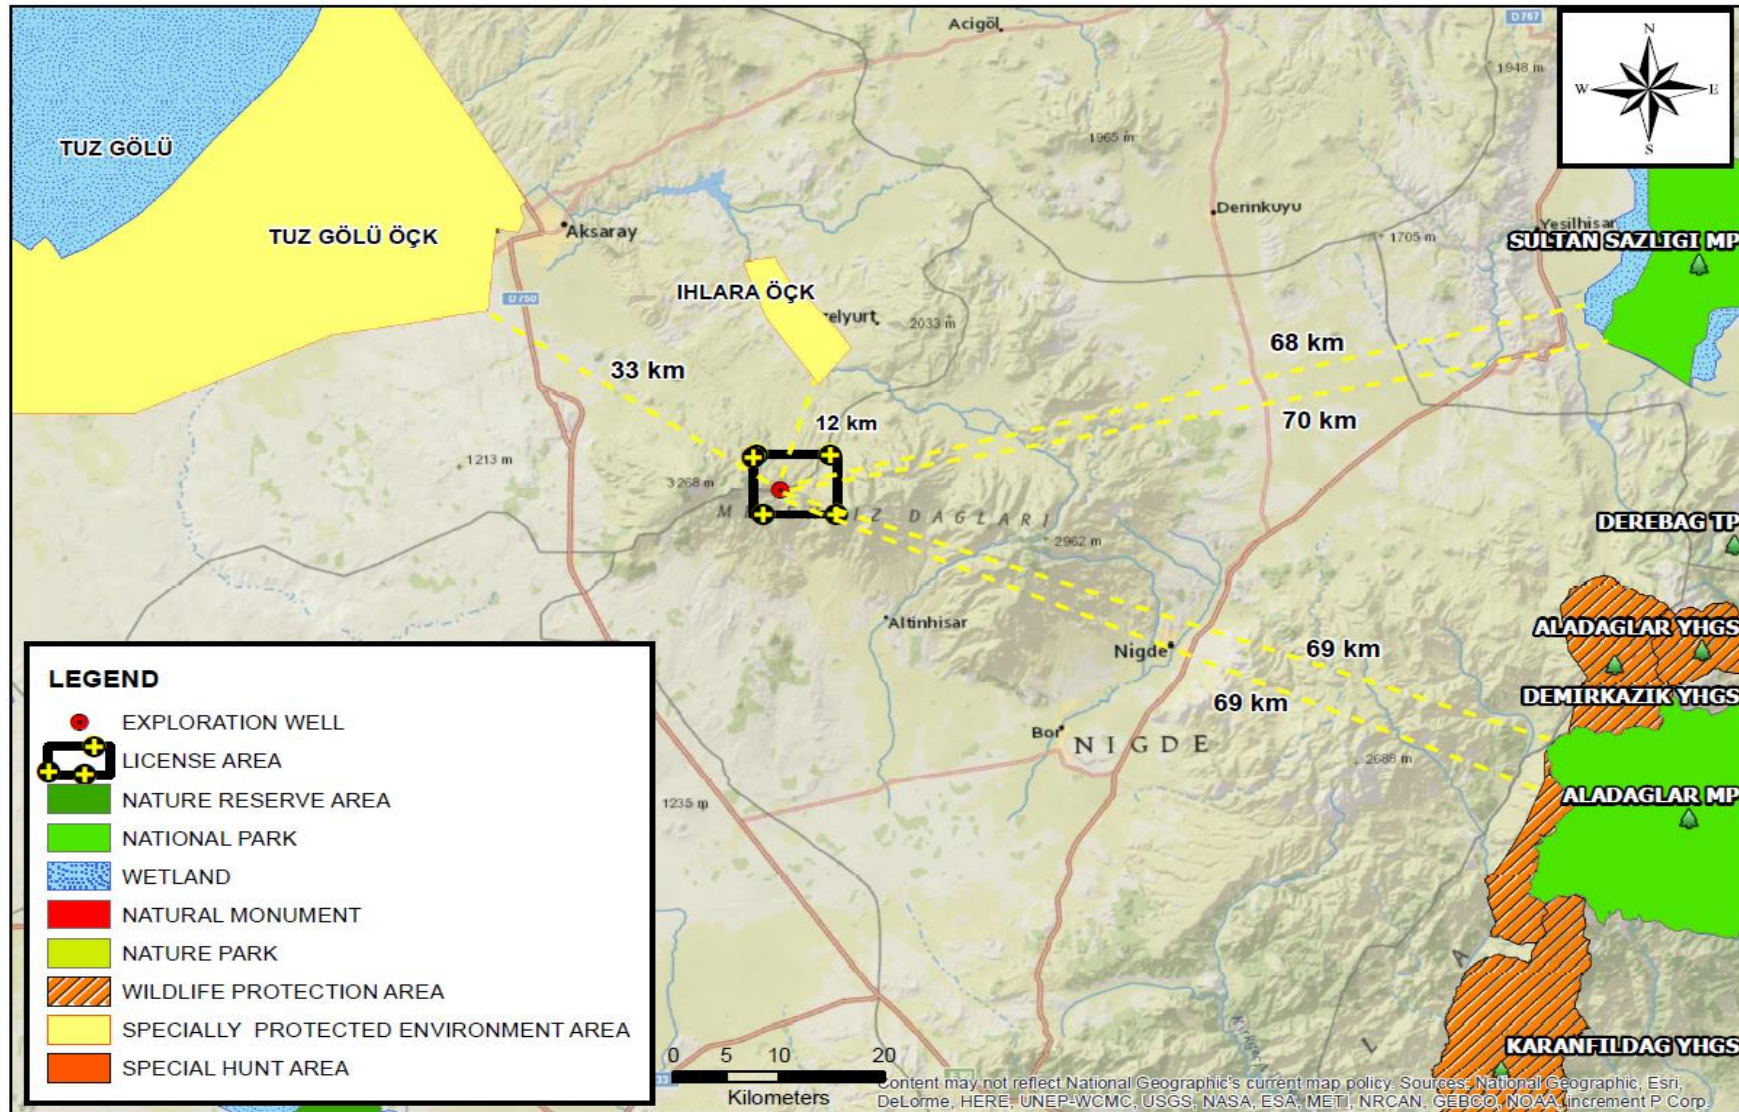 Acigöl
D 767
N
W
E
S
1948 m
1965 m
TUZ GÖLÜ
Derinkuyu
Yesilhisar
TUZ GÖLÜ ÖÇK
Aksaray
1705 m
SULTAN SAZLIGI MP
IHLARA ÖÇK
D 750
elyurt
2033 m
68 km
33 km
70 km
12 km
1213 m
3268 m
M
IZ DAGLARI
DEREBAG TP
2962 m
Altinhisar
ALADAGLAR YHGS
Nigde
69 km
69 km
DEMIRKAZIK YHGS
Bor
NIGDE
2688 m
ALADAGLAR MP
1235 m
A
L
KARANFILDAG YHGS
LEGEND
EXPLORATION WELL
LICENSE AREA
NATURE RESERVE AREA
NATIONAL PARK
WETLAND
NATURAL MONUMENT
NATURE PARK
WILDLIFE PROTECTION AREA
SPECIALLY PROTECTED ENVIRONMENT AREA
SPECIAL HUNT AREA
0 5 10 20
Kilometers
E 90
Content may not reflect National Geographic's current map policy. Sources: National Geographic, Esri,
DeLorme, HERE, UNEP-WCMC, USGS, NASA, ESA, METI, NRCAN, GEBCO, NOAA, increment P Corp.